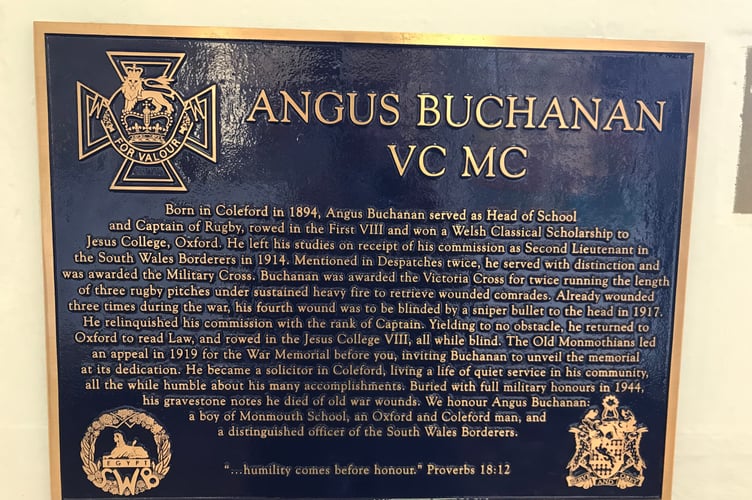 ANGUS BUCHANAN
VC MC
FOR VALOUR
Born in Coleford in 1894, Angus Buchanan served as Head of School
and Captain of Rugby, rowed in the First VIII and won a Welsh Classical Scholarship to
Jesus College, Oxford. He left his studies on receipt of his commission as Second Lieutenant in
the South Wales Borderers in 1914. Mentioned in Despatches twice, he served with distinction and
was awarded the Military Cross. Buchanan was awarded the Victoria Cross for twice running the length
of three rugby pitches under sustained heavy fire to retrieve wounded comrades. Already wounded
three times during the war, his fourth wound was to be blinded by a sniper bullet to the head in 1917.
He relinquished his commission with the rank of Captain. Yielding to no obstacle, he returned to
Oxford to read Law, and rowed in the Jesus College VIII, all while blind. The Old Monmothians led
an appeal in 1919 for the War Memorial before you, inviting Buchanan to unveil the memorial
at its dedication. He became a solicitor in Coleford, living a life of quiet service in his community,
all the while humble about his many accomplishments. Buried with full military honours in 1944,
his gravestone notes he died of old war wounds. We honour Angus Buchanan:
a boy of Monmouth School, an Oxford and Coleford man, and
a distinguished officer of the South Wales Borderers.
EGYPT
SWB
"...humility comes before honour." Proverbs 18:12
SERVE AND OBEY